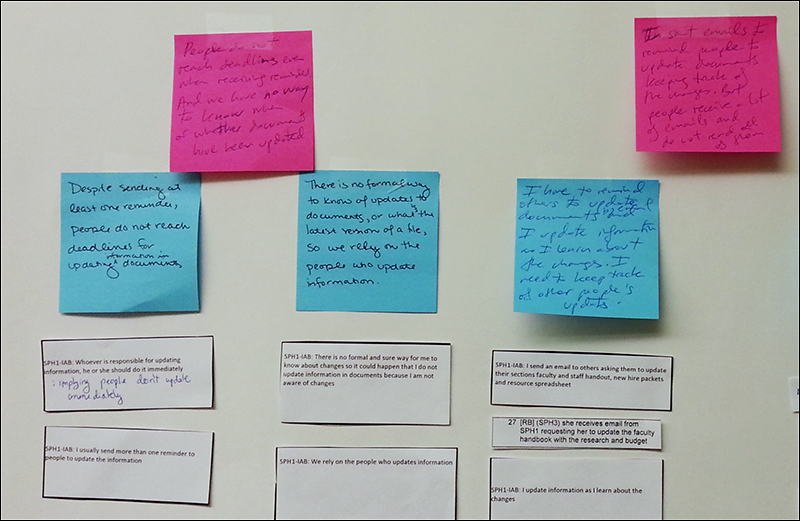 People do not
reach deadlines even
when receiving reminders
And we have no way
to know when
or whether documents
have been updated
sent emails to
remind people to
update documents
keeping track of
the changes. But
people receive a lot
of emails and
do not read all
of them
Despite sending at
least one reminder,
people do not reach
deadlines for
information in
updating documents
There is no formal way
to know of updates to
documents, or what is the
latest version of a file,
so we rely on the
people who update
information.
I have to remind
others to update
documents and
I update information
as I learn about
the changes. I
need to keep track
of other people's
updates.
SPH1-IAB: Whoever is responsible for updating
information, he or she should do it immediately
: implying people don't update
immediately
SPH1-IAB: I usually send more than one reminder to
people to update the information
SPH1-IAB: There is no formal and sure way for me to
know about changes so it could happen that I do not
update information in documents because I am not
aware of changes
SPH1-IAB: We rely on the people who updates information
SPH1-IAB: I send an email to others asking them to update
their sections faculty and staff handout, new hire packets
and resource spreadsheet
27 [RB] (SPH3) she receives email from
SPH1 requesting her to update the faculty
handbook with the research and budget
SPH1-IAB: I update information as I learn about the
changes